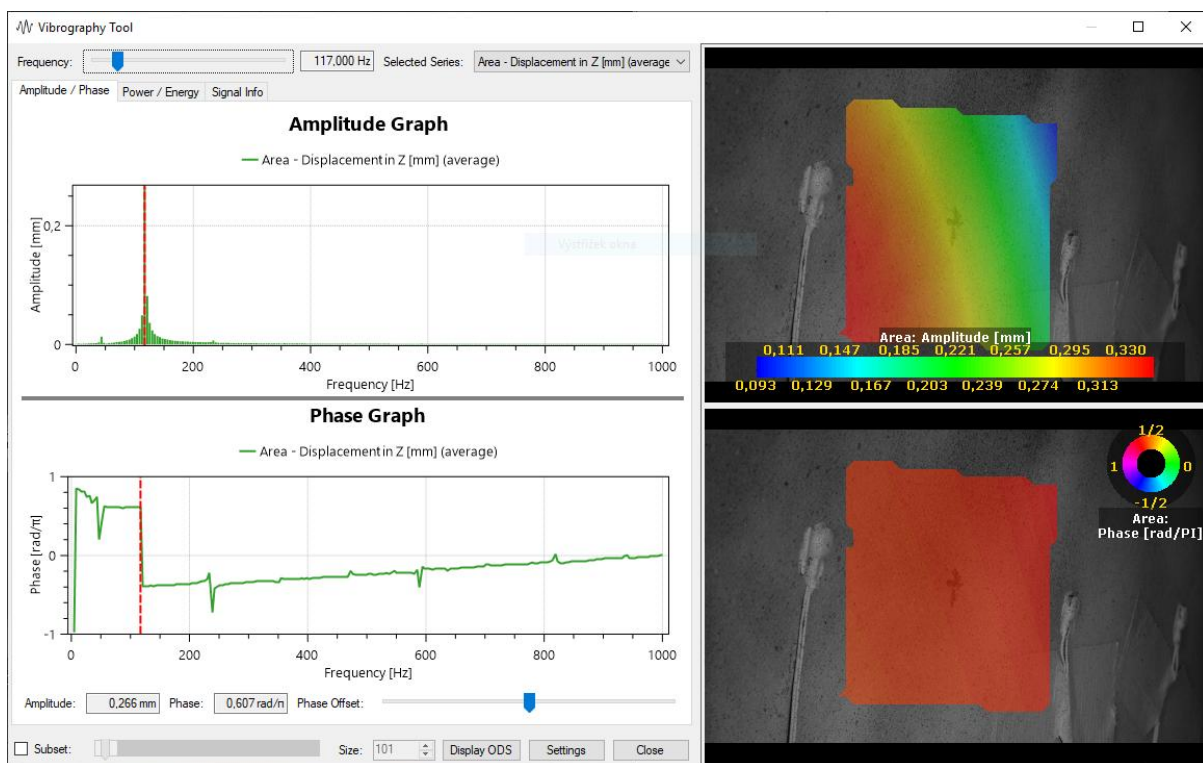 Vibrography Tool
Frequency: 117,000 Hz Selected Series: Area - Displacement in Z [mm] (average
Amplitude / Phase Power / Energy Signal Info
Amplitude Graph
Area - Displacement in Z [mm] (average)
Amplitude [mm]
0,2
0
0 200 400 600 800 1000
Frequency [Hz]
Výstřižek okna
Phase Graph
Area - Displacement in Z [mm] (average)
Phase [rad/π]
1
0
-1
0 200 400 600 800 1000
Frequency [Hz]
Amplitude: 0,266 mm Phase: 0,607 rad/π Phase Offset:
Subset: Size: 101 Display ODS Settings Close
Area: Amplitude [mm]
0,111 0,147 0,185 0,221 0,257 0,295 0,330
0,093 0,129 0,167 0,203 0,239 0,274 0,313
1/2
1 0
-1/2
Area:
Phase [rad/PI]